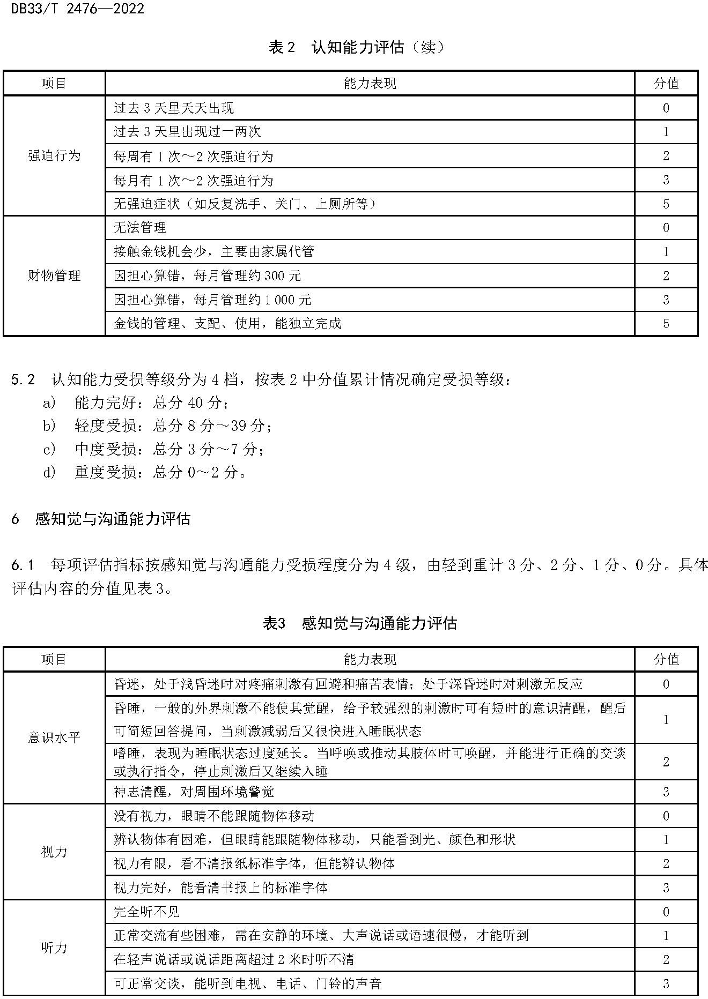 DB33/T 2476—2022
表 2 认知能力评估（续）
项目 能力表现 分值
强迫行为
过去 3 天里天天出现 0
过去 3 天里出现过一两次 1
每周有 1 次～2 次强迫行为 2
每月有 1 次～2 次强迫行为 3
无强迫症状（如反复洗手、关门、上厕所等） 5
财物管理
无法管理 0
接触金钱机会少，主要由家属代管 1
因担心算错，每月管理约 300 元 2
因担心算错，每月管理约 1 000 元 3
金钱的管理、支配、使用，能独立完成 5
5.2 认知能力受损等级分为 4 档，按表 2 中分值累计情况确定受损等级：
a) 能力完好：总分 40 分；
b) 轻度受损：总分 8 分～39 分；
c) 中度受损：总分 3 分～7 分；
d) 重度受损：总分 0～2 分。
6 感知觉与沟通能力评估
6.1 每项评估指标按感知觉与沟通能力受损程度分为 4 级，由轻到重计 3 分、2 分、1 分、0 分。具体
评估内容的分值见表 3。
表3 感知觉与沟通能力评估
项目 能力表现 分值
意识水平
昏迷，处于浅昏迷时对疼痛刺激有回避和痛苦表情；处于深昏迷时对刺激无反应 0
昏睡，一般的外界刺激不能使其觉醒，给予较强烈的刺激时可有短时的意识清醒，醒后
可简短回答提问，当刺激减弱后又很快进入睡眠状态 1
嗜睡，表现为睡眠状态过度延长。当呼唤或推动其肢体时可唤醒，并能进行正确的交谈
或执行指令，停止刺激后又继续入睡 2
神志清醒，对周围环境警觉 3
视力
没有视力，眼睛不能跟随物体移动 0
辨认物体有困难，但眼睛能跟随物体移动，只能看到光、颜色和形状 1
视力有限，看不清报纸标准字体，但能辨认物体 2
视力完好，能看清书报上的标准字体 3
听力
完全听不见 0
正常交流有些困难，需在安静的环境、大声说话或语速很慢，才能听到 1
在轻声说话或说话距离超过 2 米时听不清 2
可正常交谈，能听到电视、电话、门铃的声音 3